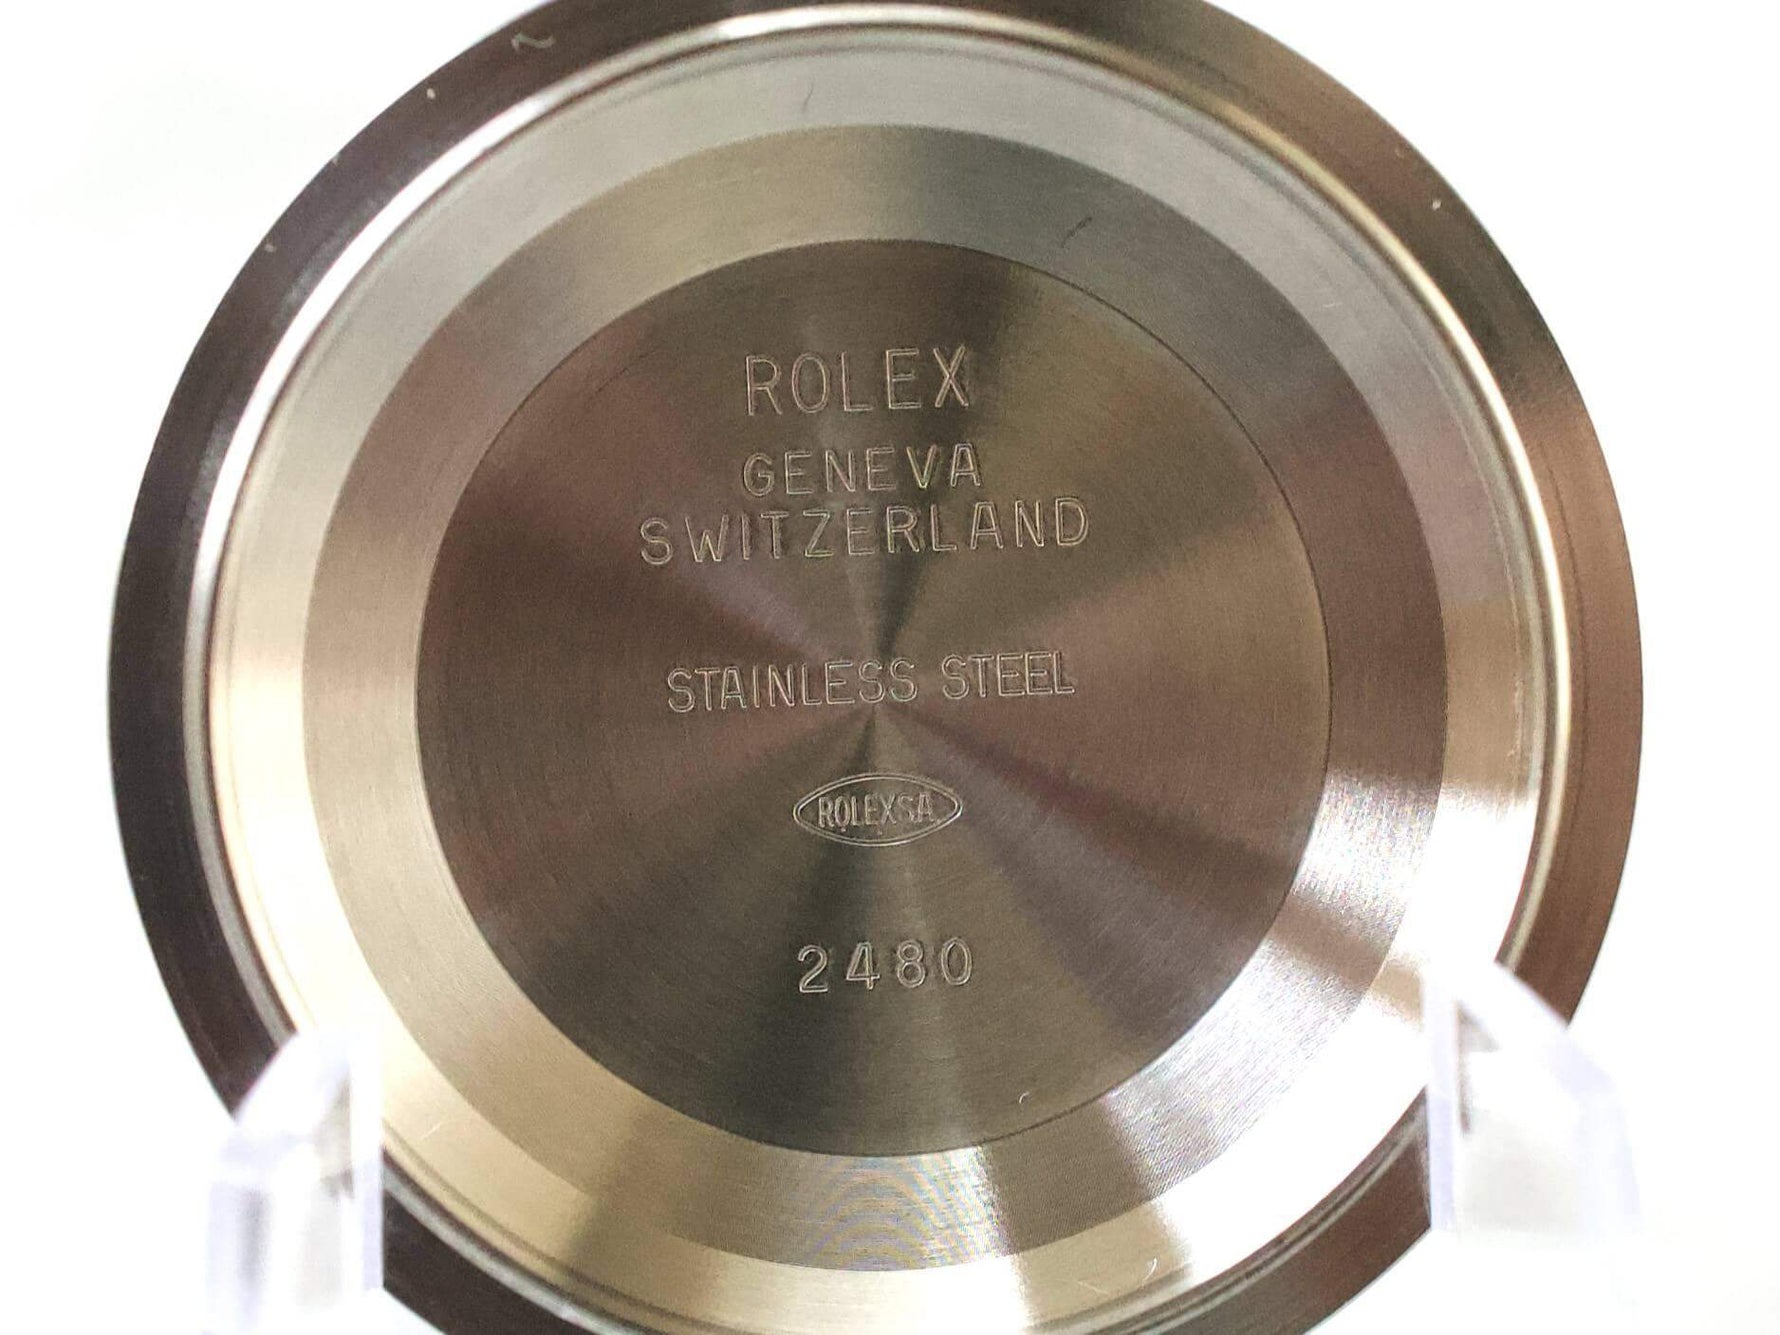 ROLEX
GENEVA
SWITZERLAND
STAINLESS STEEL
ROLEXSA
2480